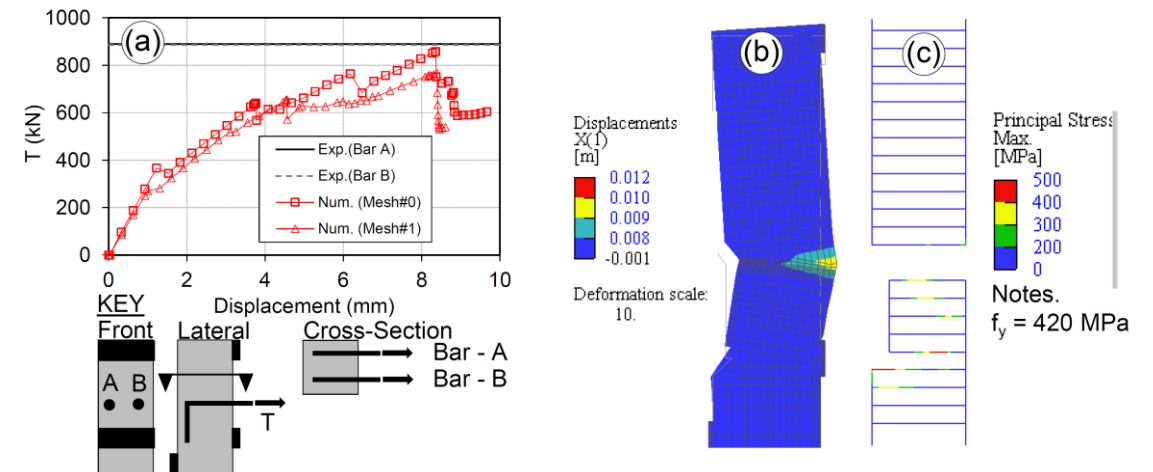 (a)
1000
800
600
400
200
0
T (kN)
Exp.(Bar A)
Exp.(Bar B)
Num. (Mesh#0)
Num. (Mesh#1)
0 2 4 6 8 10
Displacement (mm)
KEY
Front Lateral Cross-Section
A B
T
Bar - A
Bar - B
(b)
Displacements
X(1)
[m]
0.012
0.010
0.009
0.008
-0.001
Deformation scale:
10.
(c)
Principal Stress
Max.
[MPa]
500
400
300
200
0
Notes.
fy = 420 MPa